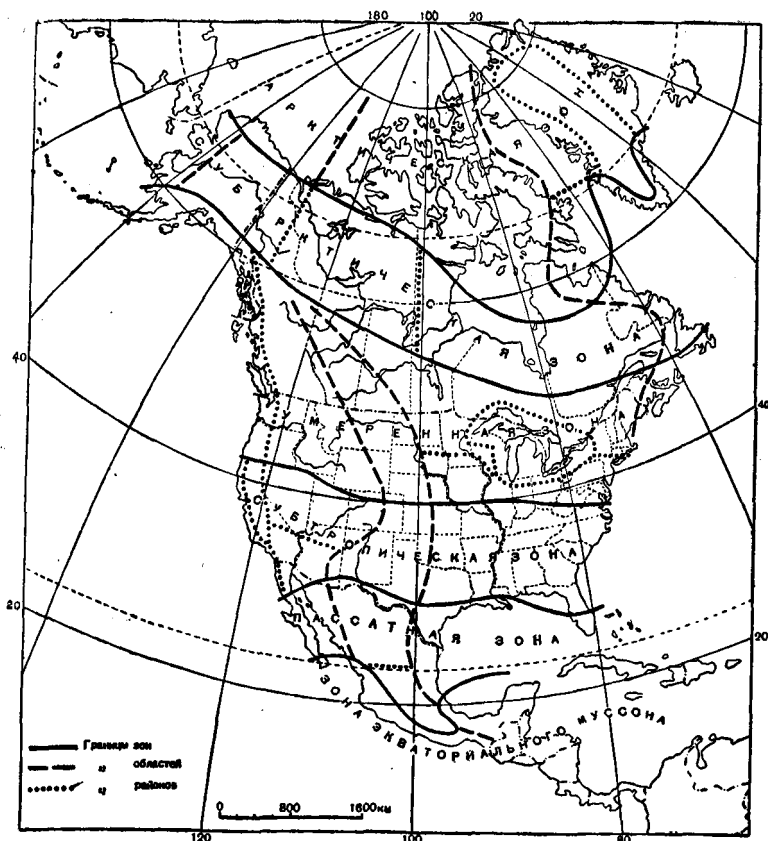 180 100 20
АРКТИЧЕСКАЯ ЗОНА
СУБАРКТИЧЕСКАЯ ЗОНА
40
40
УМЕРЕННАЯ ЗОНА
СУБТРОПИЧЕСКАЯ ЗОНА
20
20
ПАССАТНАЯ ЗОНА
ЗОНА ЭКВАТОРИАЛЬНОГО МУССОНА
Границы зон
" областей
" районов
0 800 1600км
120 100 80